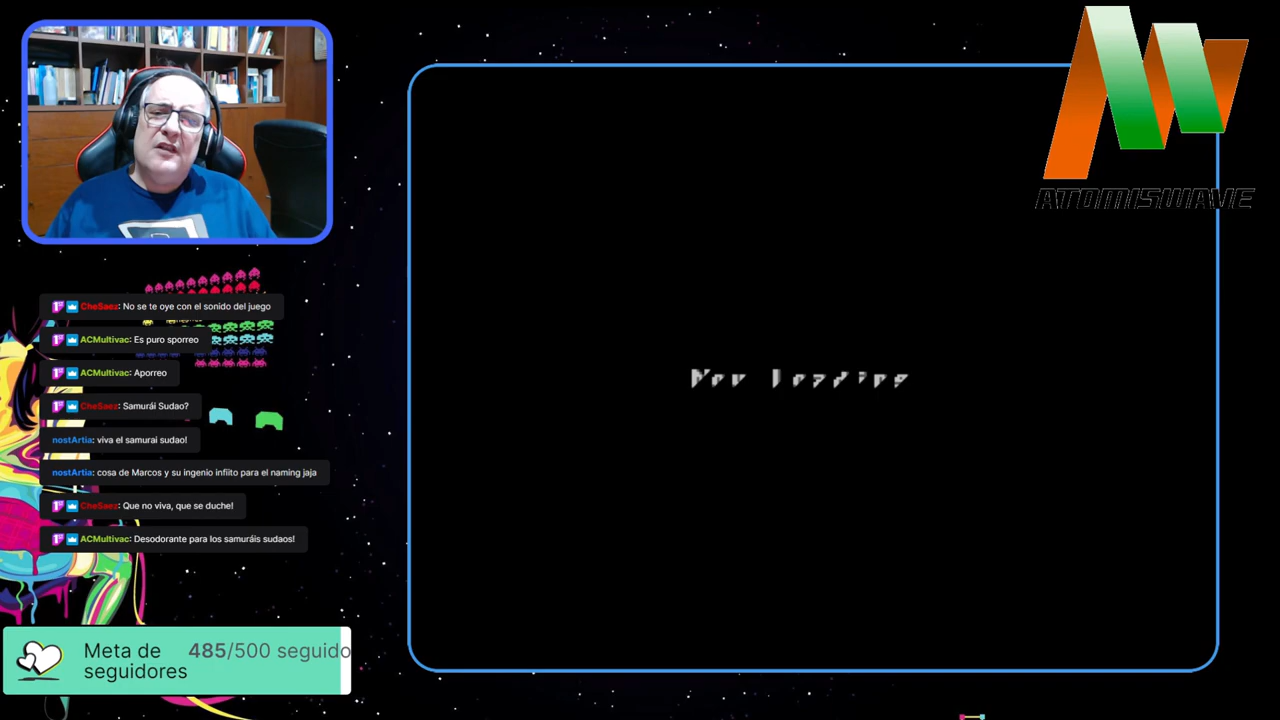 ATOMISWAVE
CheSaez: No se te oye con el sonido del juego
ACMultivac: Es puro sporreo
ACMultivac: Aporreo
CheSaez: Samurái Sudao?
nostArtia: viva el samurai sudao!
nostArtia: cosa de Marcos y su ingenio infiito para el naming jaja
CheSaez: Que no viva, que se duche!
ACMultivac: Desodorante para los samuráis sudaos!
Now Loading
Meta de seguidores
485/500 seguido